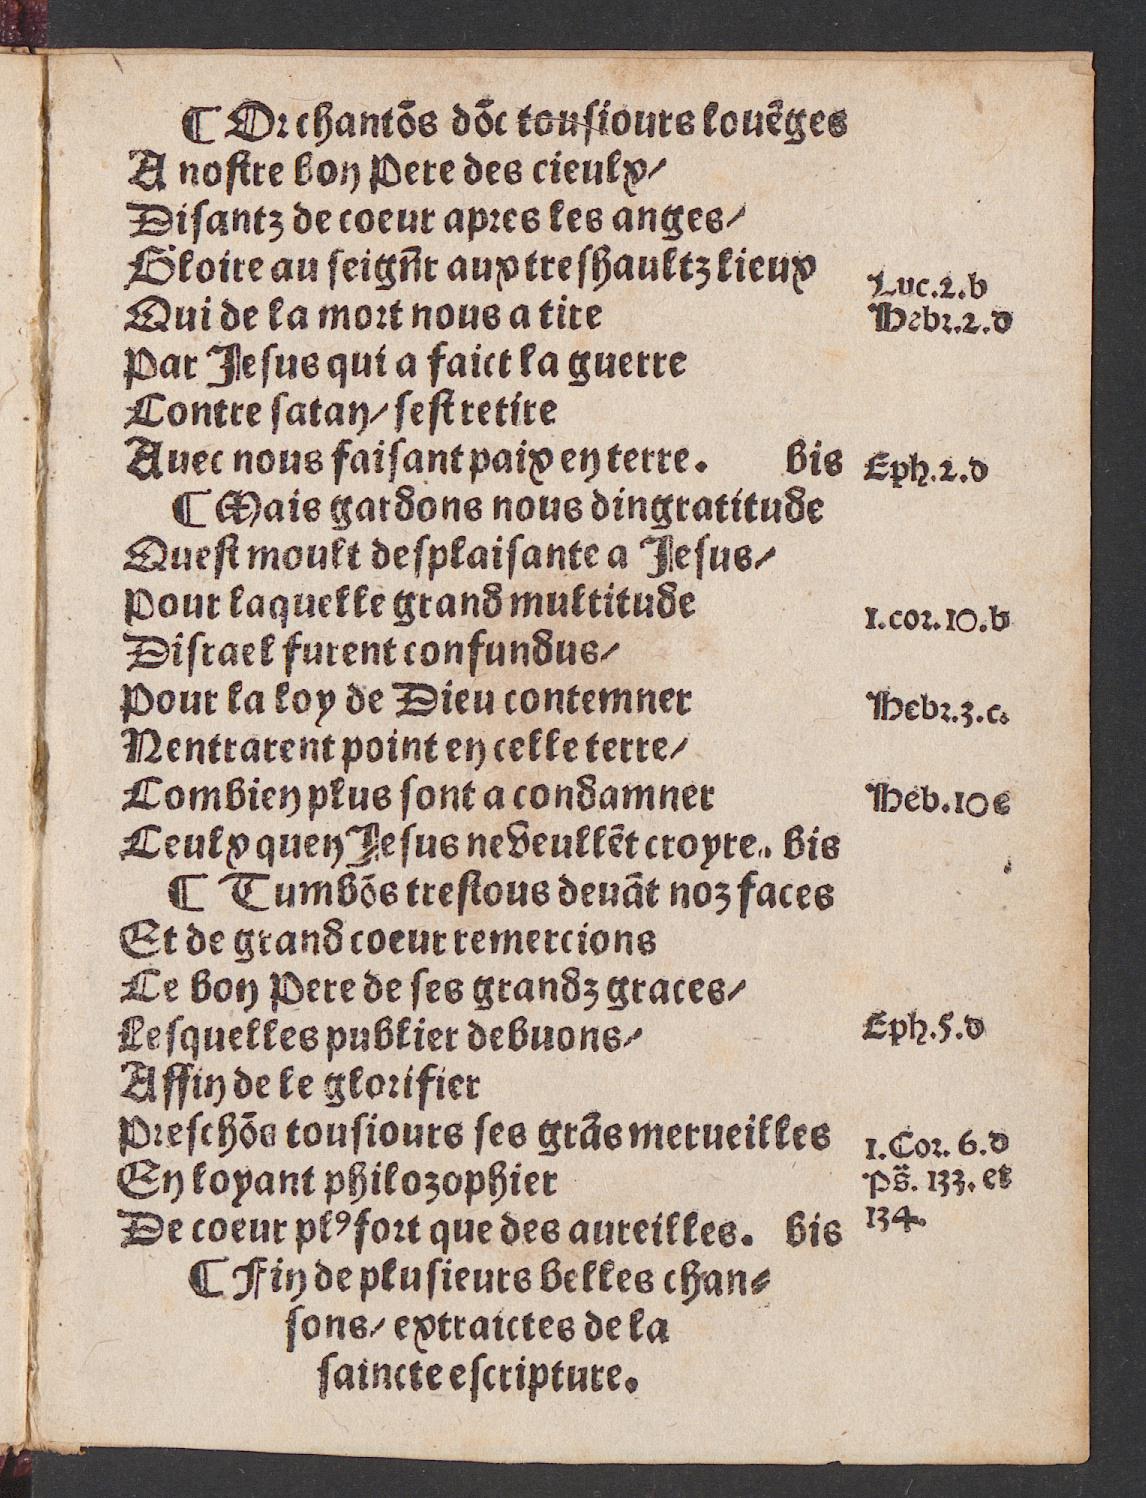 ¶ Or chantõs dõc tousiours louẽges
A nostre bon Pere des cieulx/
Disantz de coeur apres les anges/
Gloire au seign̄r aux treshaultz lieux
Luc.2.b
Qui de la mort nous a tire
Hebr.2.d
Par Jesus qui a faict la guerre
Contre satan/ sest retire
Auec nous faisant paix en terre. bis
Eph.2.d
¶ Mais gardons nous dingratitude
Quest moult desplaisante a Jesus/
Pour laquelle grand multitude
1.cor.10.b
Disrael furent confundus/
Pour la loy de Dieu contemner
Hebr.3.c.
Nentrarent point en celle terre/
Combien plus sont a condamner
Heb.10e
Ceulx quen Jesus ne veullẽt croyre. bis
¶ Tumbõs trestous deuãt noz faces
Et de grand coeur remercions
Ce bon Pere de ses grandz graces/
Lesquelles publier debuons/
Eph.5.d
Affin de le glorifier
Preschõs tousiours ses grãs merueilles
1.Cor. 6.d
En loyant philozophier
Ps̃. 133. et
De coeur plꝰ fort que des aureilles. bis
134.
¶ Fin de plusieurs belles chan⸗
sons/ extraictes de la
saincte escripture.